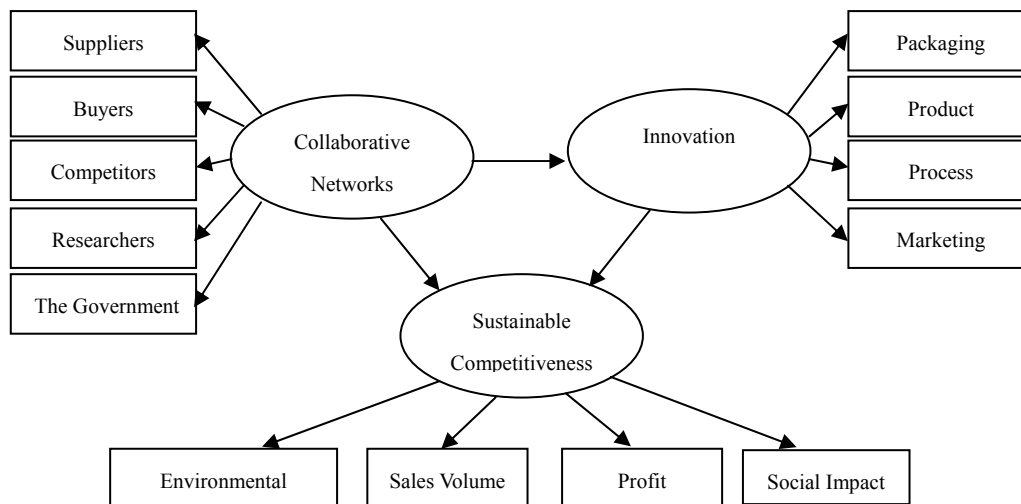 Suppliers
Buyers
Competitors
Researchers
The Government
Collaborative
Networks
Innovation
Packaging
Product
Process
Marketing
Sustainable
Competitiveness
Environmental
Sales Volume
Profit
Social Impact